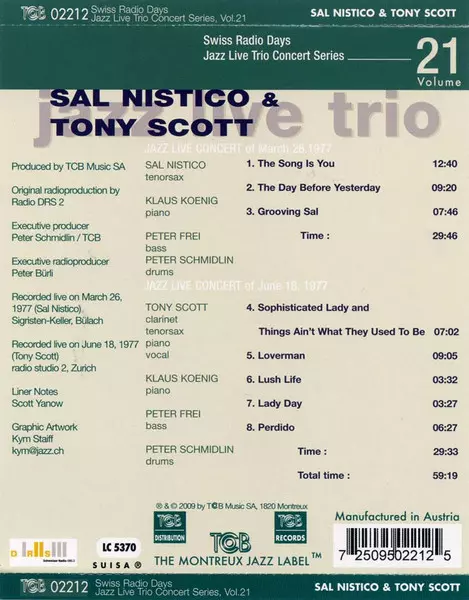 TCB 02212 Swiss Radio Days
Jazz Live Trio Concert Series, Vol.21
SAL NISTICO & TONY SCOTT
Swiss Radio Days
Jazz Live Trio Concert Series
21
Volume
jazz live trio
SAL NISTICO &
TONY SCOTT
JAZZ LIVE CONCERT of March 26, 1977
Produced by TCB Music SA
Original radioproduction by
Radio DRS 2
Executive producer
Peter Schmidlin / TCB
Executive radioproducer
Peter Bürli
Recorded live on March 26,
1977 (Sal Nistico)
Sigristen-Keller, Bülach
Recorded live on June 18, 1977
(Tony Scott)
radio studio 2, Zurich
Liner Notes
Scott Yanow
Graphic Artwork
Kym Staiff
kym@jazz.ch
SAL NISTICO
tenorsax
KLAUS KOENIG
piano
PETER FREI
bass
PETER SCHMIDLIN
drums
1. The Song is You 12:40
2. The Day Before Yesterday 09:20
3. Grooving Sal 07:46
Time : 29:46
JAZZ LIVE CONCERT of June 18, 1977
TONY SCOTT
clarinet
tenorsax
piano
vocal
KLAUS KOENIG
piano
PETER FREI
bass
PETER SCHMIDLIN
drums
4. Sophisticated Lady and
Things Ain't What They Used To Be 07:02
5. Loverman 09:05
6. Lush Life 03:32
7. Lady Day 03:27
8. Perdido 06:27
Time : 29:33
Total time : 59:19
℗ & © 2009 by TCB Music SA, 1820 Montreux
LC 5370
SUISA®
TCB
DISTRIBUTION
TCB
TCB
RECORDS
THE MONTREUX JAZZ LABEL™
Manufactured in Austria
7 25095 02212 5
TCB 02212 Swiss Radio Days
Jazz Live Trio Concert Series, Vol.21
SAL NISTICO & TONY SCOTT